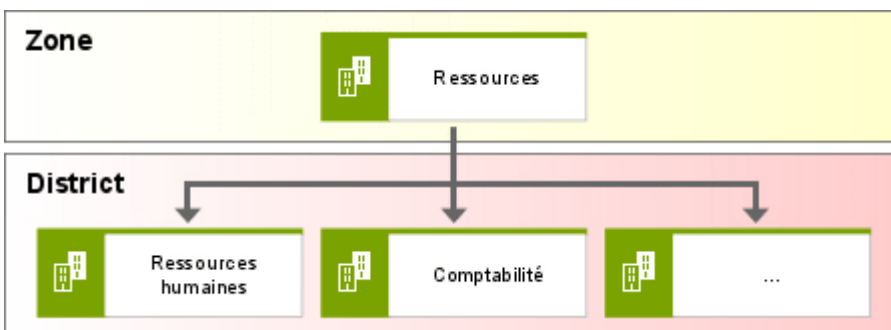 Zone
Ressources
District
Ressources
humaines
Comptabilité
...